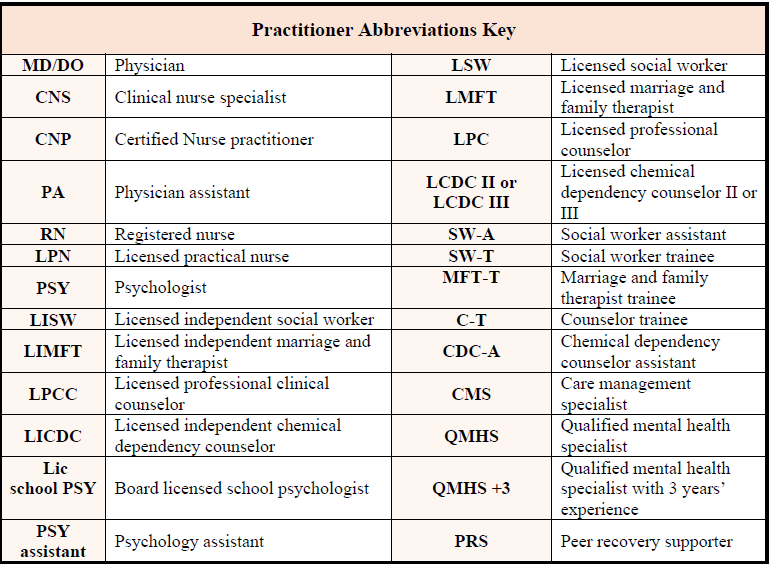 Practitioner Abbreviations Key
MD/DO Physician LSW Licensed social worker
CNS Clinical nurse specialist LMFT Licensed marriage and
family therapist
CNP Certified Nurse practitioner LPC Licensed professional
counselor
PA Physician assistant LCDC II or
LCDC III Licensed chemical
dependency counselor II or
III
RN Registered nurse SW-A Social worker assistant
LPN Licensed practical nurse SW-T Social worker trainee
PSY Psychologist MFT-T Marriage and family
therapist trainee
LISW Licensed independent social worker C-T Counselor trainee
LIMFT Licensed independent marriage and
family therapist CDC-A Chemical dependency
counselor assistant
LPCC Licensed professional clinical
counselor CMS Care management
specialist
LICDC Licensed independent chemical
dependency counselor QMHS Qualified mental health
specialist
Lic
school PSY Board licensed school psychologist QMHS +3 Qualified mental health
specialist with 3 years’
experience
PSY
assistant Psychology assistant PRS Peer recovery supporter